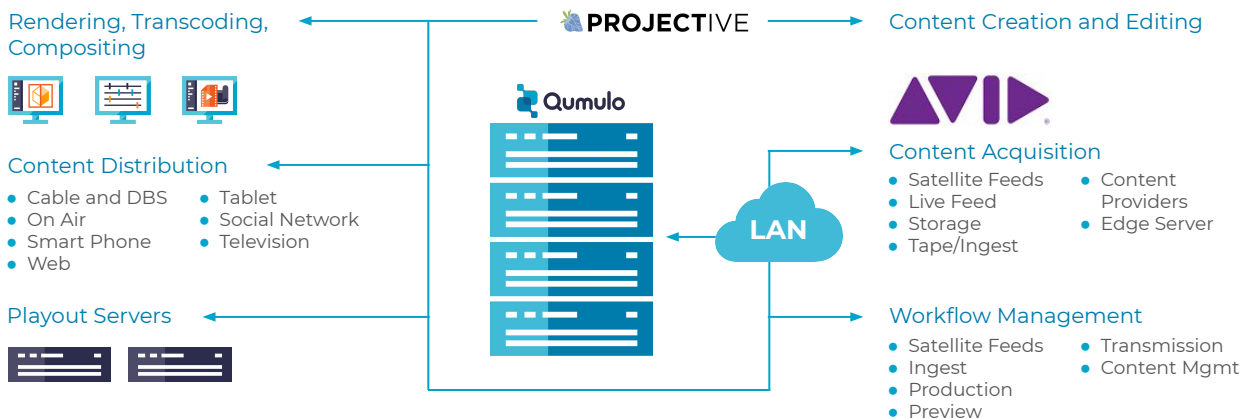 Rendering, Transcoding,
Compositing
PROJECTIVE
Content Creation and Editing
Qumulo
AVID
Content Distribution
Cable and DBS
On Air
Smart Phone
Web
Tablet
Social Network
Television
LAN
Content Acquisition
Satellite Feeds
Live Feed
Storage
Tape/Ingest
Content
Providers
Edge Server
Playout Servers
Workflow Management
Satellite Feeds
Ingest
Production
Preview
Transmission
Content Mgmt